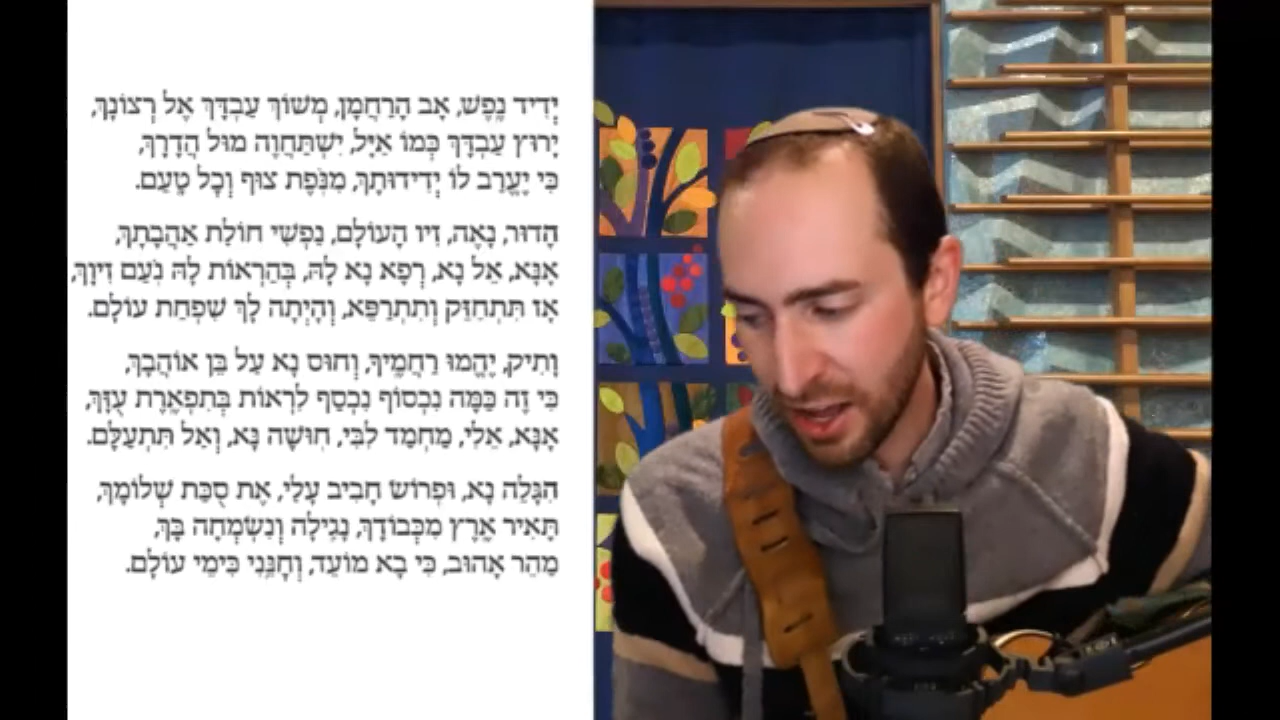 יְדִיד נֶפֶשׁ, אָב הָרַחֲמָן, מְשׁוֹךְ עַבְדָּךְ אֶל רְצוֹנָךְ,
יָרוּץ עַבְדָּךְ כְּמוֹ אַיָּל, יִשְׁתַּחֲוֶה מוּל הֲדָרָךְ,
כִּי יֶעֱרַב לוֹ יְדִידוּתָךְ, מִנֹּפֶת צוּף וְכָל טָעַם.
הָדוּר, נָאֶה, זִיו הָעוֹלָם, נַפְשִׁי חוֹלַת אַהֲבָתָךְ,
אָנָּא, אֵל נָא, רְפָא נָא לָהּ, בְּהַרְאוֹת לָהּ נֹעַם זִיוָךְ,
אָז תִּתְחַזֵּק וְתִתְרַפֵּא, וְהָיְתָה לָךְ שִׁפְחַת עוֹלָם.
וָתִיק, יֶהֱמוּ רַחֲמֶיךָ, וְחוּס נָא עַל בֵּן אוֹהֲבָךְ,
כִּי זֶה כַּמָּה נִכְסוֹף נִכְסַף לִרְאוֹת בְּתִפְאֶרֶת עֻזָּךְ,
אָנָּא, אֵלִי, מַחְמַד לִבִּי, חוּשָׁה נָּא, וְאַל תִּתְעַלָּם.
הִגָּלֵה נָא, וּפְרוֹשׂ חָבִיב עָלַי, אֶת סֻכַּת שְׁלוֹמָךְ,
תָּאִיר אֶרֶץ מִכְּבוֹדָךְ, נָגִילָה וְנִשְׂמְחָה בָּךְ,
מַהֵר אָהוּב, כִּי בָא מוֹעֵד, וְחָנֵּנִי כִּימֵי עוֹלָם.